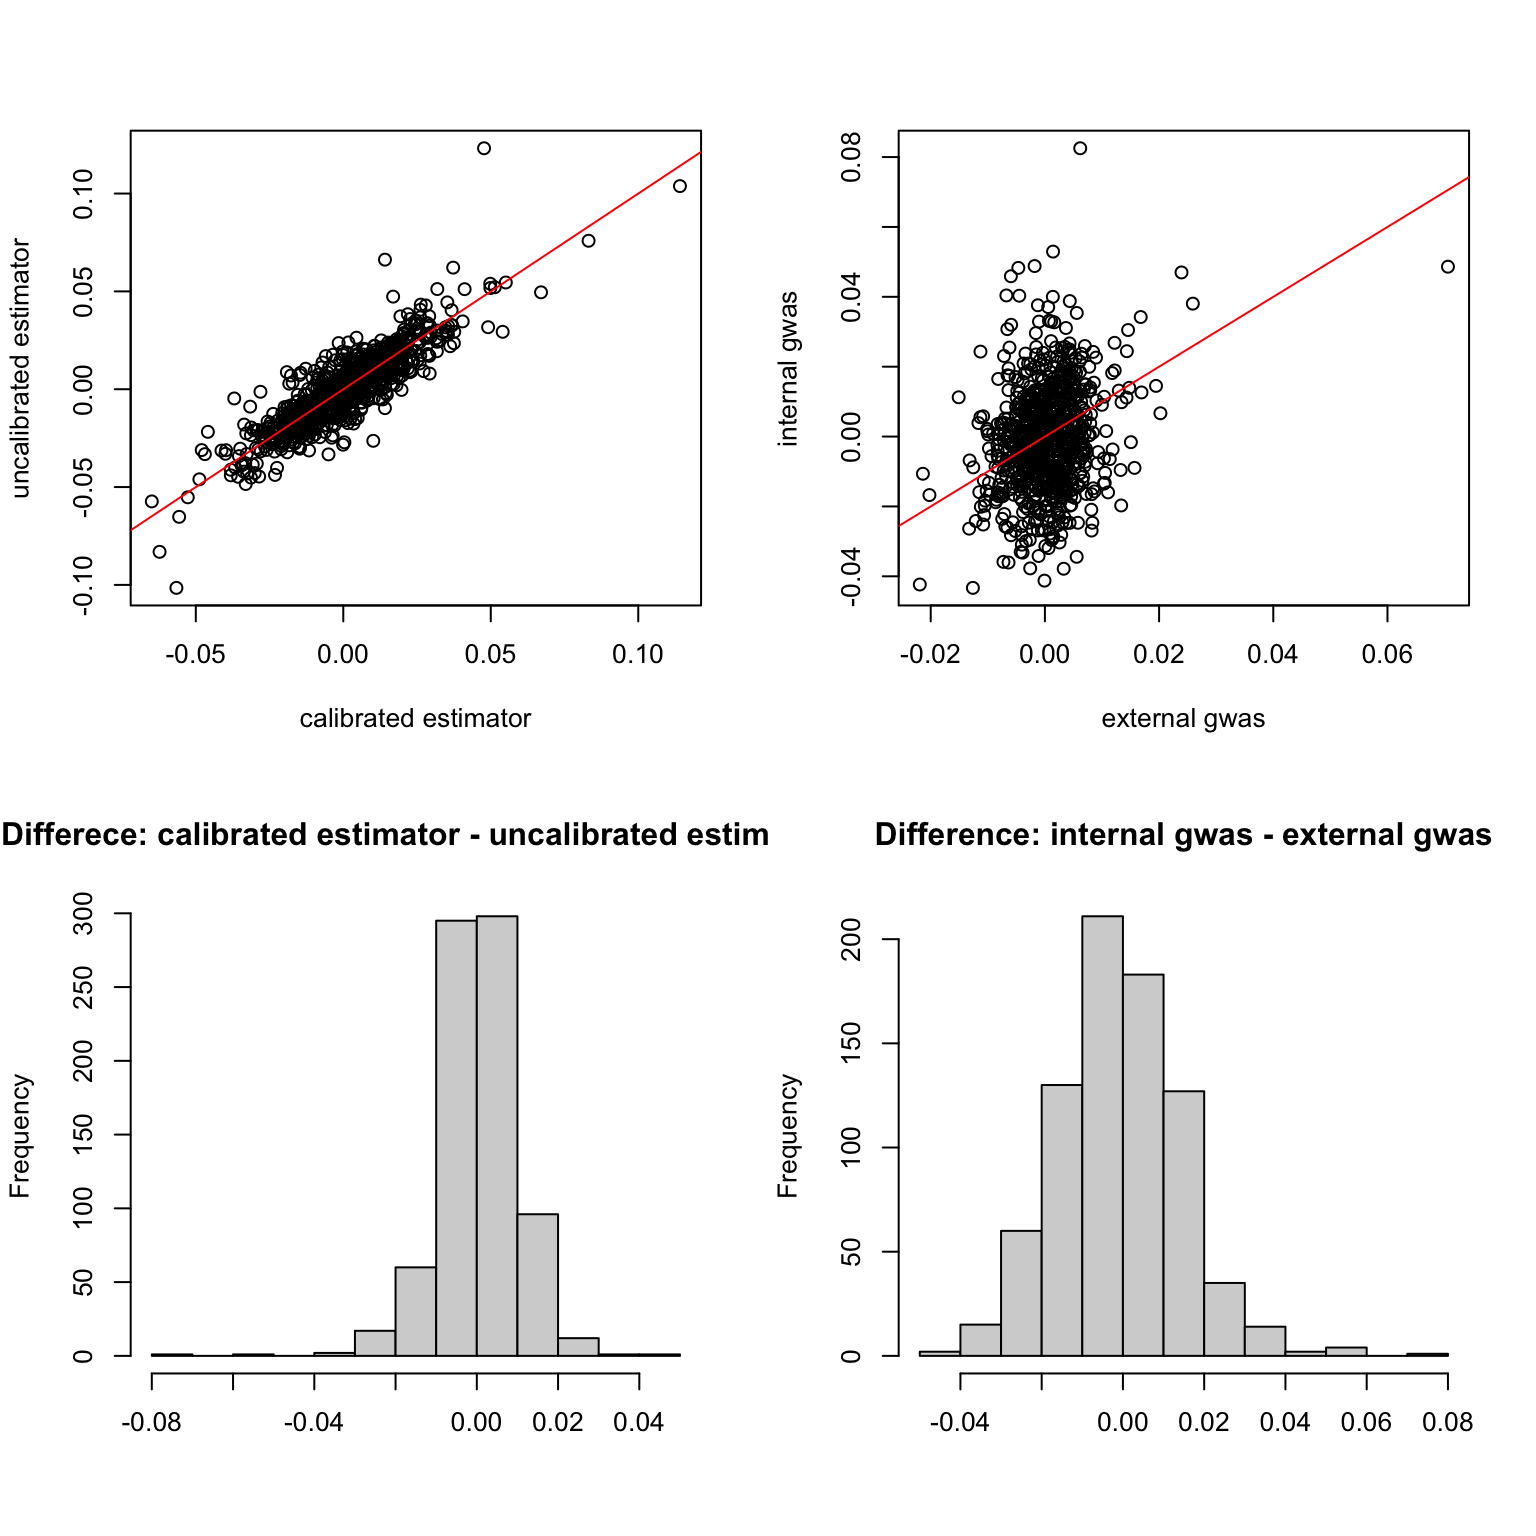 uncalibrated estimator
-0.10 -0.05 0.00 0.05 0.10
-0.05 0.00 0.05 0.10
calibrated estimator
internal gwas
-0.04 0.00 0.04 0.08
-0.02 0.00 0.02 0.04 0.06
external gwas
Differece: calibrated estimator - uncalibrated estim
Frequency
0 50 100 150 200 250 300
-0.08 -0.04 0.00 0.02 0.04
Difference: internal gwas - external gwas
Frequency
0 50 100 150 200
-0.04 0.00 0.02 0.04 0.06 0.08